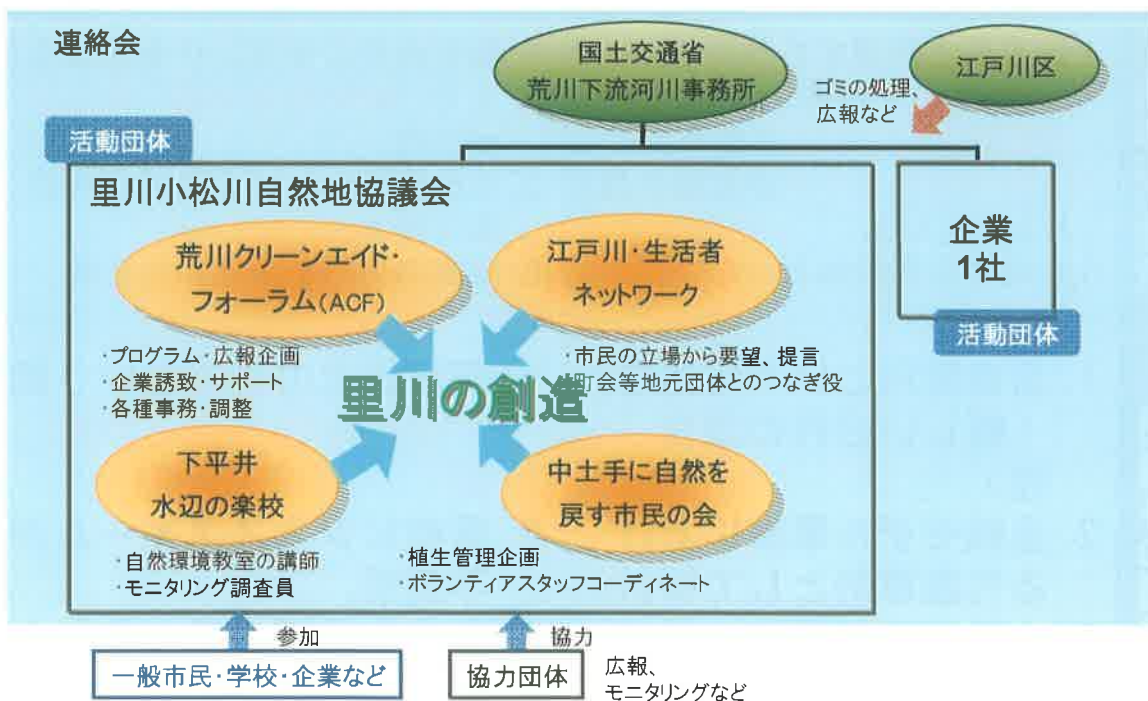 連絡会
国土交通省
荒川下流河川事務所
江戸川区
ゴミの処理、
広報など
活動団体
里川小松川自然地協議会
荒川クリーンエイド・
フォーラム(ACF)
・プログラム・広報企画
・企業誘致・サポート
・各種事務・調整
江戸川・生活者
ネットワーク
・市民の立場から要望、提言
・町会等地元団体とのつなぎ役
里川の創造
下平井
水辺の楽校
・自然環境教室の講師
・モニタリング調査員
中土手に自然を
戻す市民の会
・植生管理企画
・ボランティアスタッフコーディネート
企業
1社
活動団体
参加
一般市民・学校・企業など
協力
協力団体
広報、
モニタリングなど